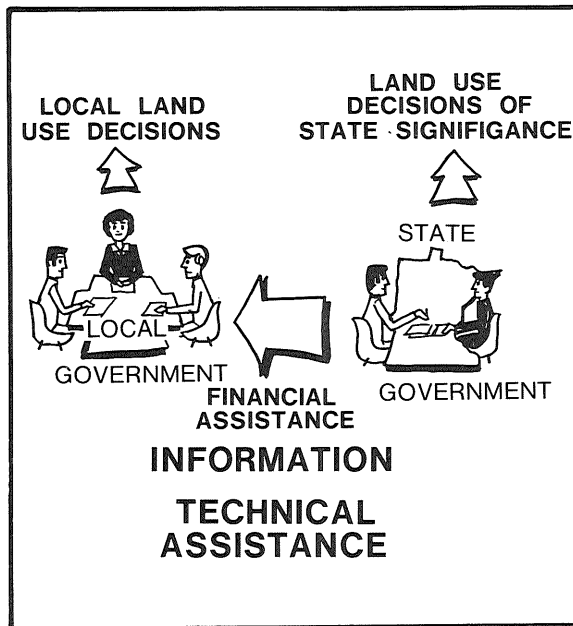 LOCAL LAND
USE DECISIONS
LAND USE
DECISIONS OF
STATE SIGNIFIGANCE
LOCAL
GOVERNMENT
STATE
GOVERNMENT
FINANCIAL
ASSISTANCE
INFORMATION
TECHNICAL
ASSISTANCE